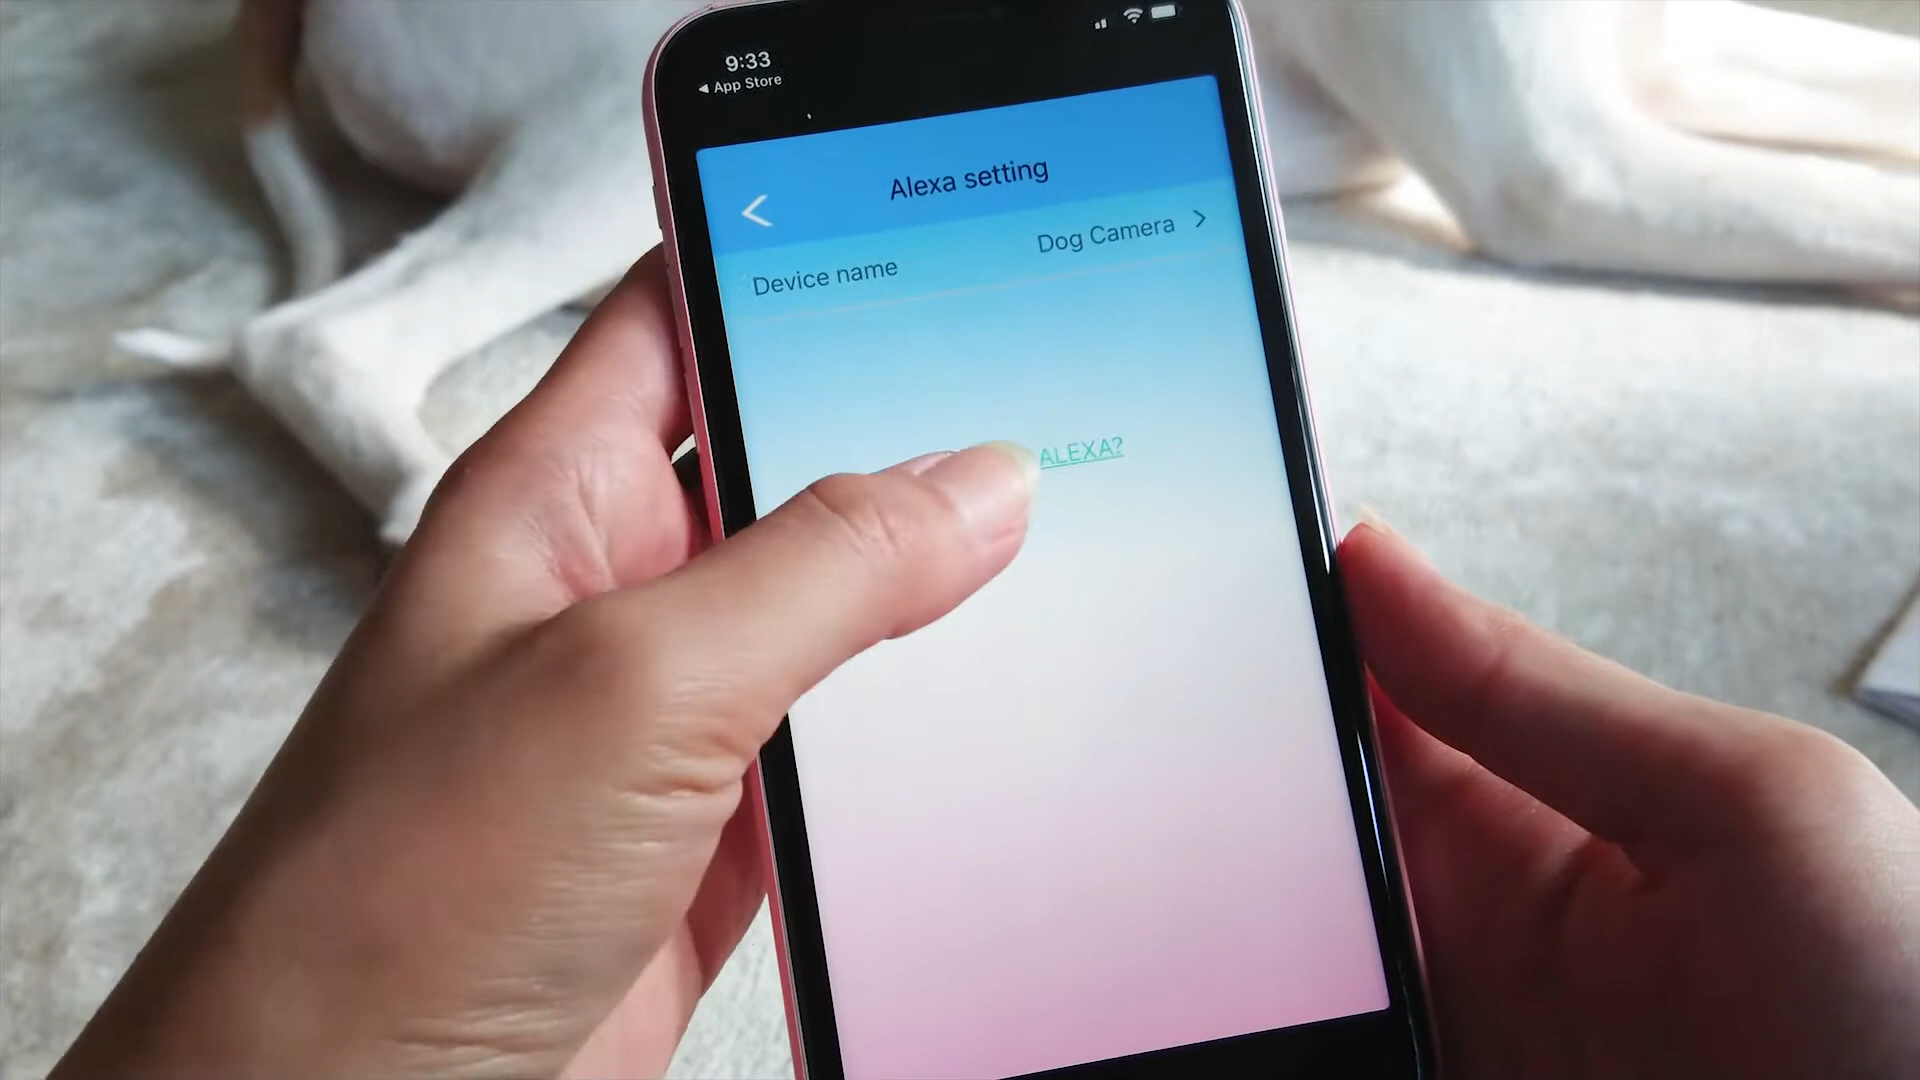 9:33
◀ App Store
Alexa setting
Device name
Dog Camera >
ALEXA?